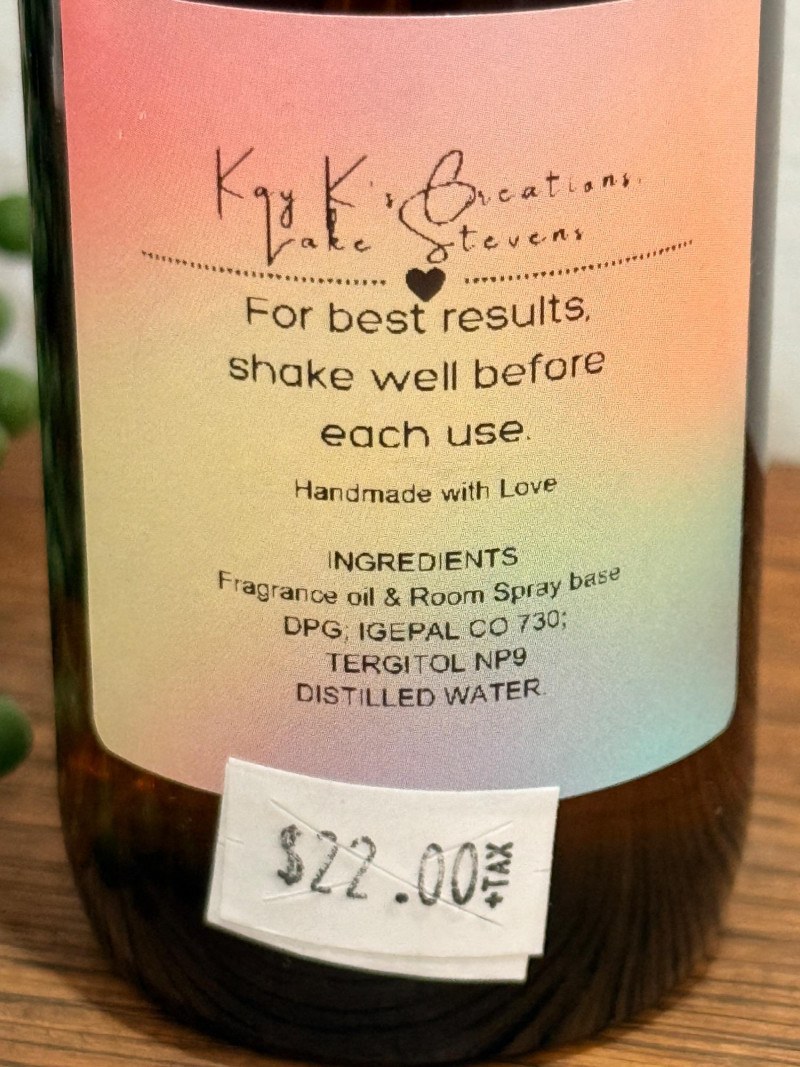 Kay K's Creations.
Lake Stevens
For best results,
shake well before
each use.
Handmade with Love
INGREDIENTS
Fragrance oil & Room Spray base
DPG; IGEPAL CO 730;
TERGITOL NP9
DISTILLED WATER.
$22.00 +TAX